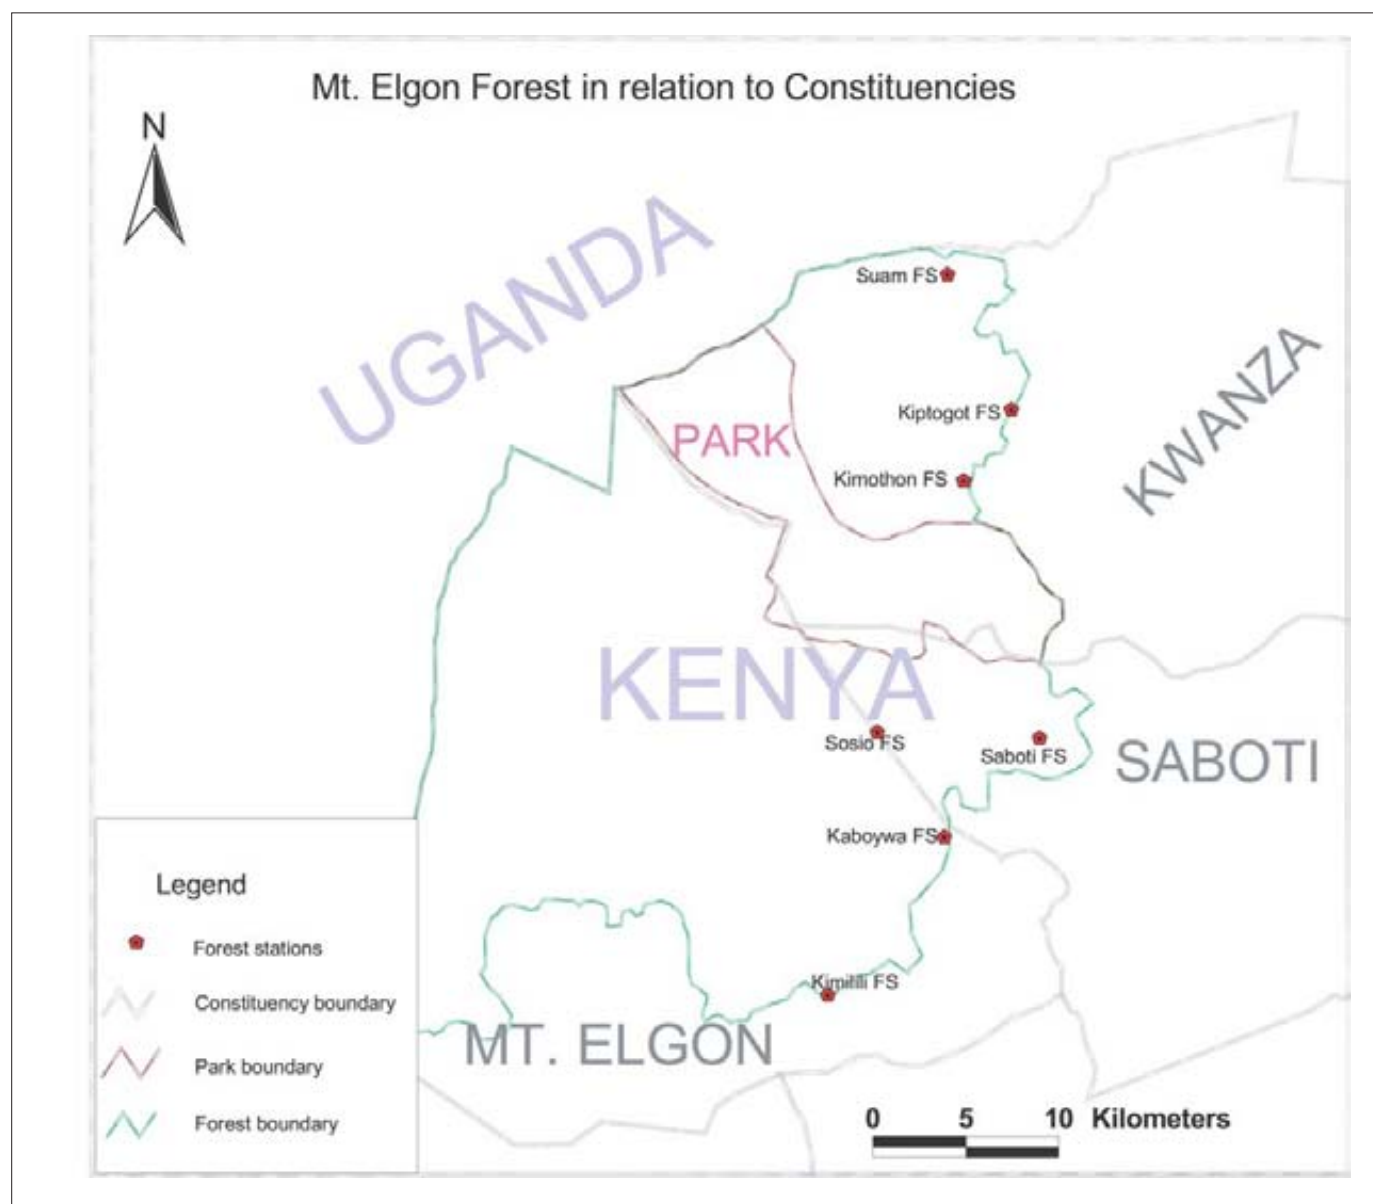 Mt. Elgon Forest in relation to Constituencies
N
UGANDA
Suam FS
KWANZA
Kiptogot FS
PARK
Kimothon FS
KENYA
Sosio FS
Saboti FS
SABOTI
Kaboywa FS
Kimilili FS
MT. ELGON
Legend
Forest stations
Constituency boundary
Park boundary
Forest boundary
0 5 10 Kilometers